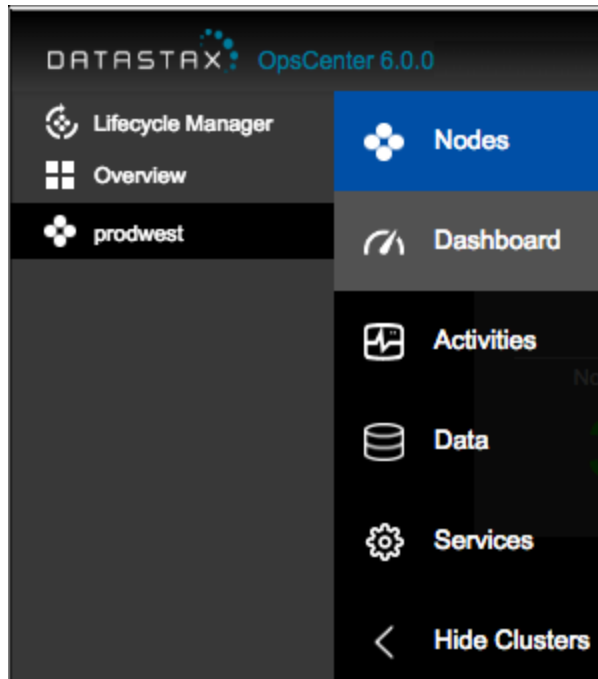 DATASTAX OpsCenter 6.0.0
Lifecycle Manager
Overview
prodwest
Nodes
Dashboard
Activities
Data
Services
Hide Clusters